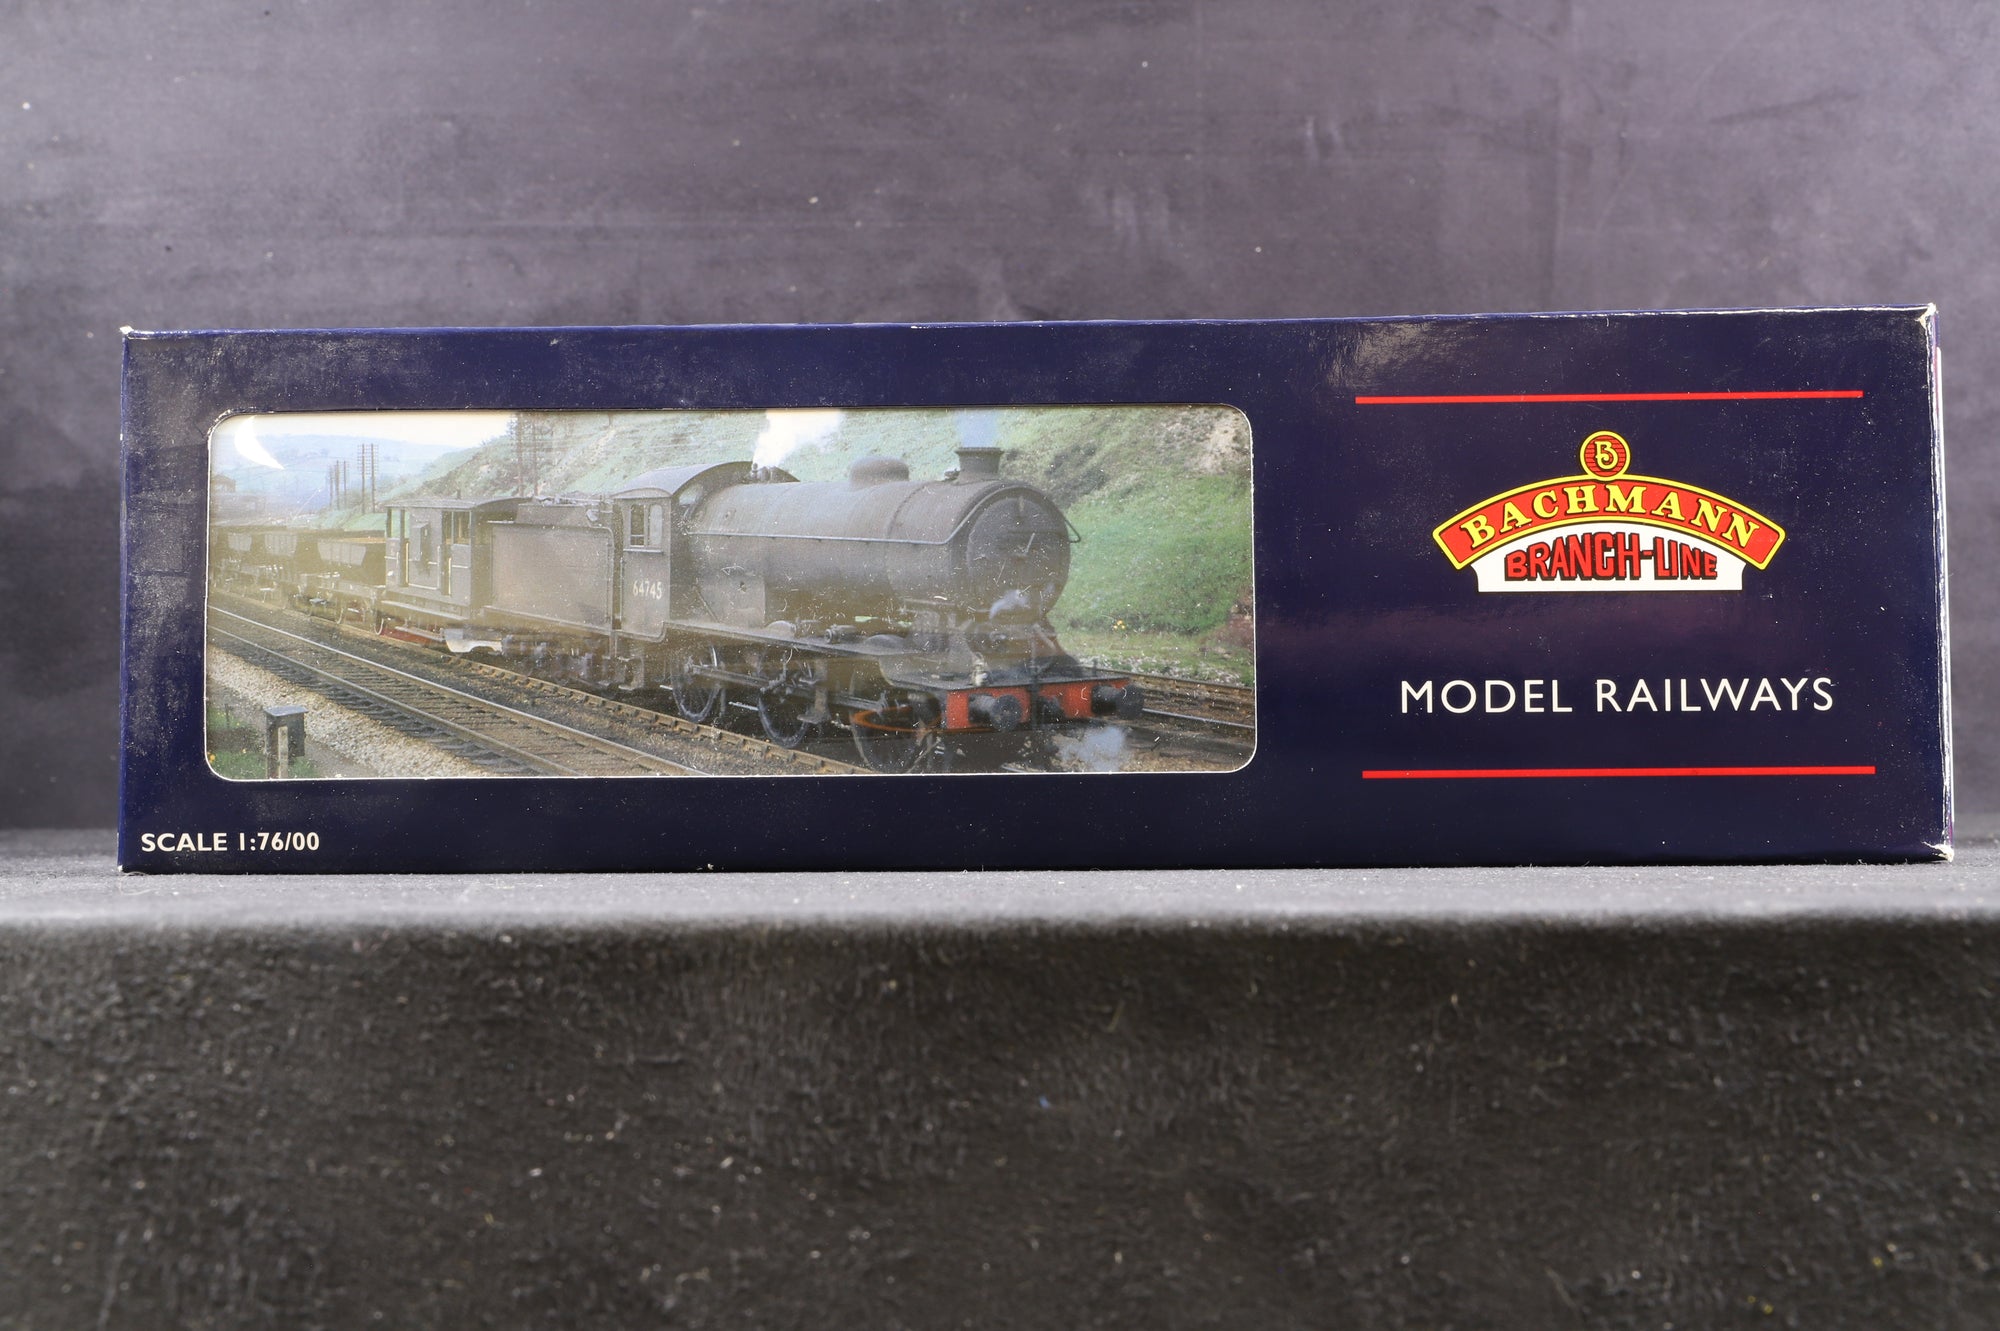 64745
B
BACHMANN
BRANCH-LINE
MODEL RAILWAYS
SCALE 1:76/00